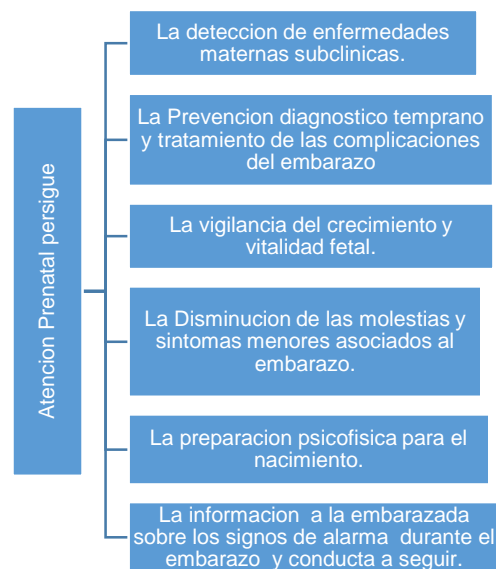 Atencion Prenatal persigue
La deteccion de enfermedades
maternas subclinicas.
La Prevencion diagnostico temprano
y tratamiento de las complicaciones
del embarazo
La vigilancia del crecimiento y
vitalidad fetal.
La Disminucion de las molestias y
sintomas menores asociados al
embarazo.
La preparacion psicofisica para el
nacimiento.
La informacion a la embarazada
sobre los signos de alarma durante el
embarazo y conducta a seguir.